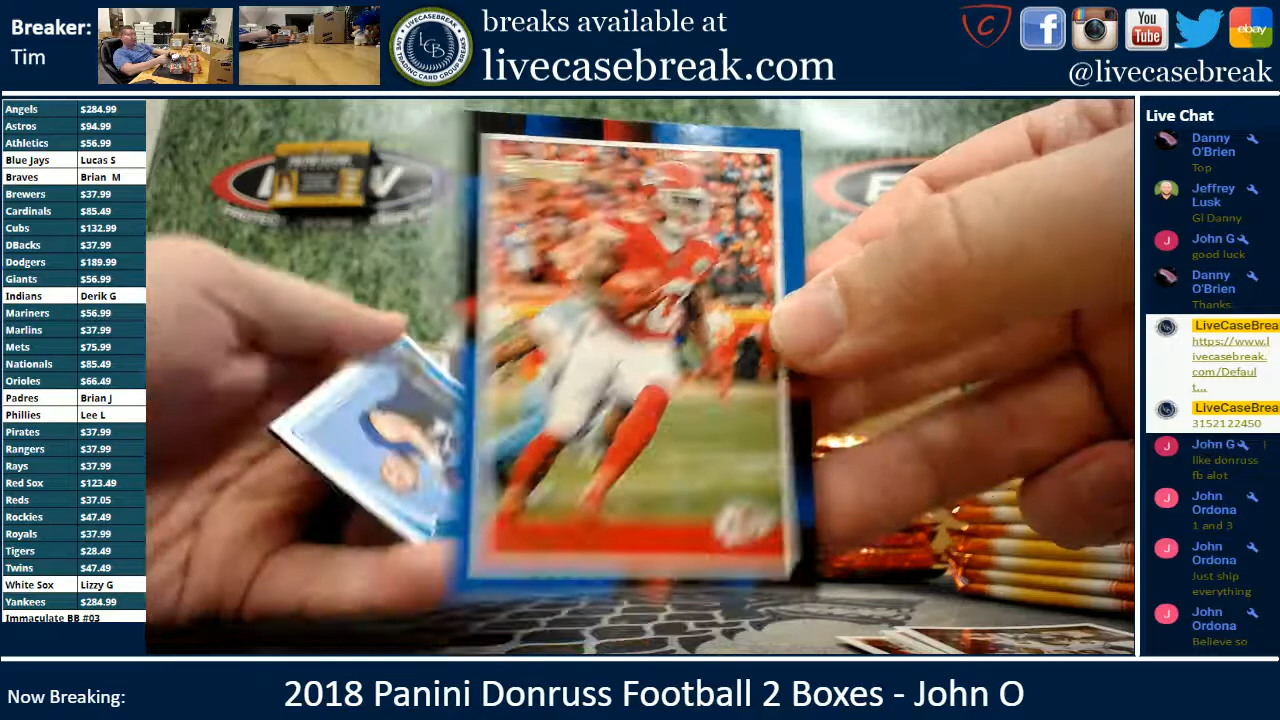 Breaker:
Tim
LCB
breaks available at
livecasebreak.com
You
Tube
ebay
@livecasebreak
Angels $284.99
Astros $94.99
Athletics $56.99
Blue Jays Lucas S
Braves Brian M
Brewers $37.99
Cardinals $85.49
Cubs $132.99
DBacks $37.99
Dodgers $189.99
Giants $56.99
Indians Derik G
Mariners $56.99
Marlins $37.99
Mets $75.99
Nationals $85.49
Orioles $66.49
Padres Brian J
Phillies Lee L
Pirates $37.99
Rangers $37.99
Rays $37.99
Red Sox $123.49
Reds $37.05
Rockies $47.49
Royals $37.99
Tigers $28.49
Twins $47.49
White Sox Lizzy G
Yankees $284.99
Immaculate BB #03
Live Chat
Danny
O'Brien
Top
Jeffrey
Lusk
Gl Danny
J John G
good luck
Danny
O'Brien
Thanks
LiveCaseBrea
https://www.l
ivecasebreak.
com/Defaul
t...
LiveCaseBrea
3152122450
J John G I
like donruss
fb alot
J John
Ordona
1 and 3
J John
Ordona
Just ship
everything
J John
Ordona
Believe so
Now Breaking:
2018 Panini Donruss Football 2 Boxes - John O